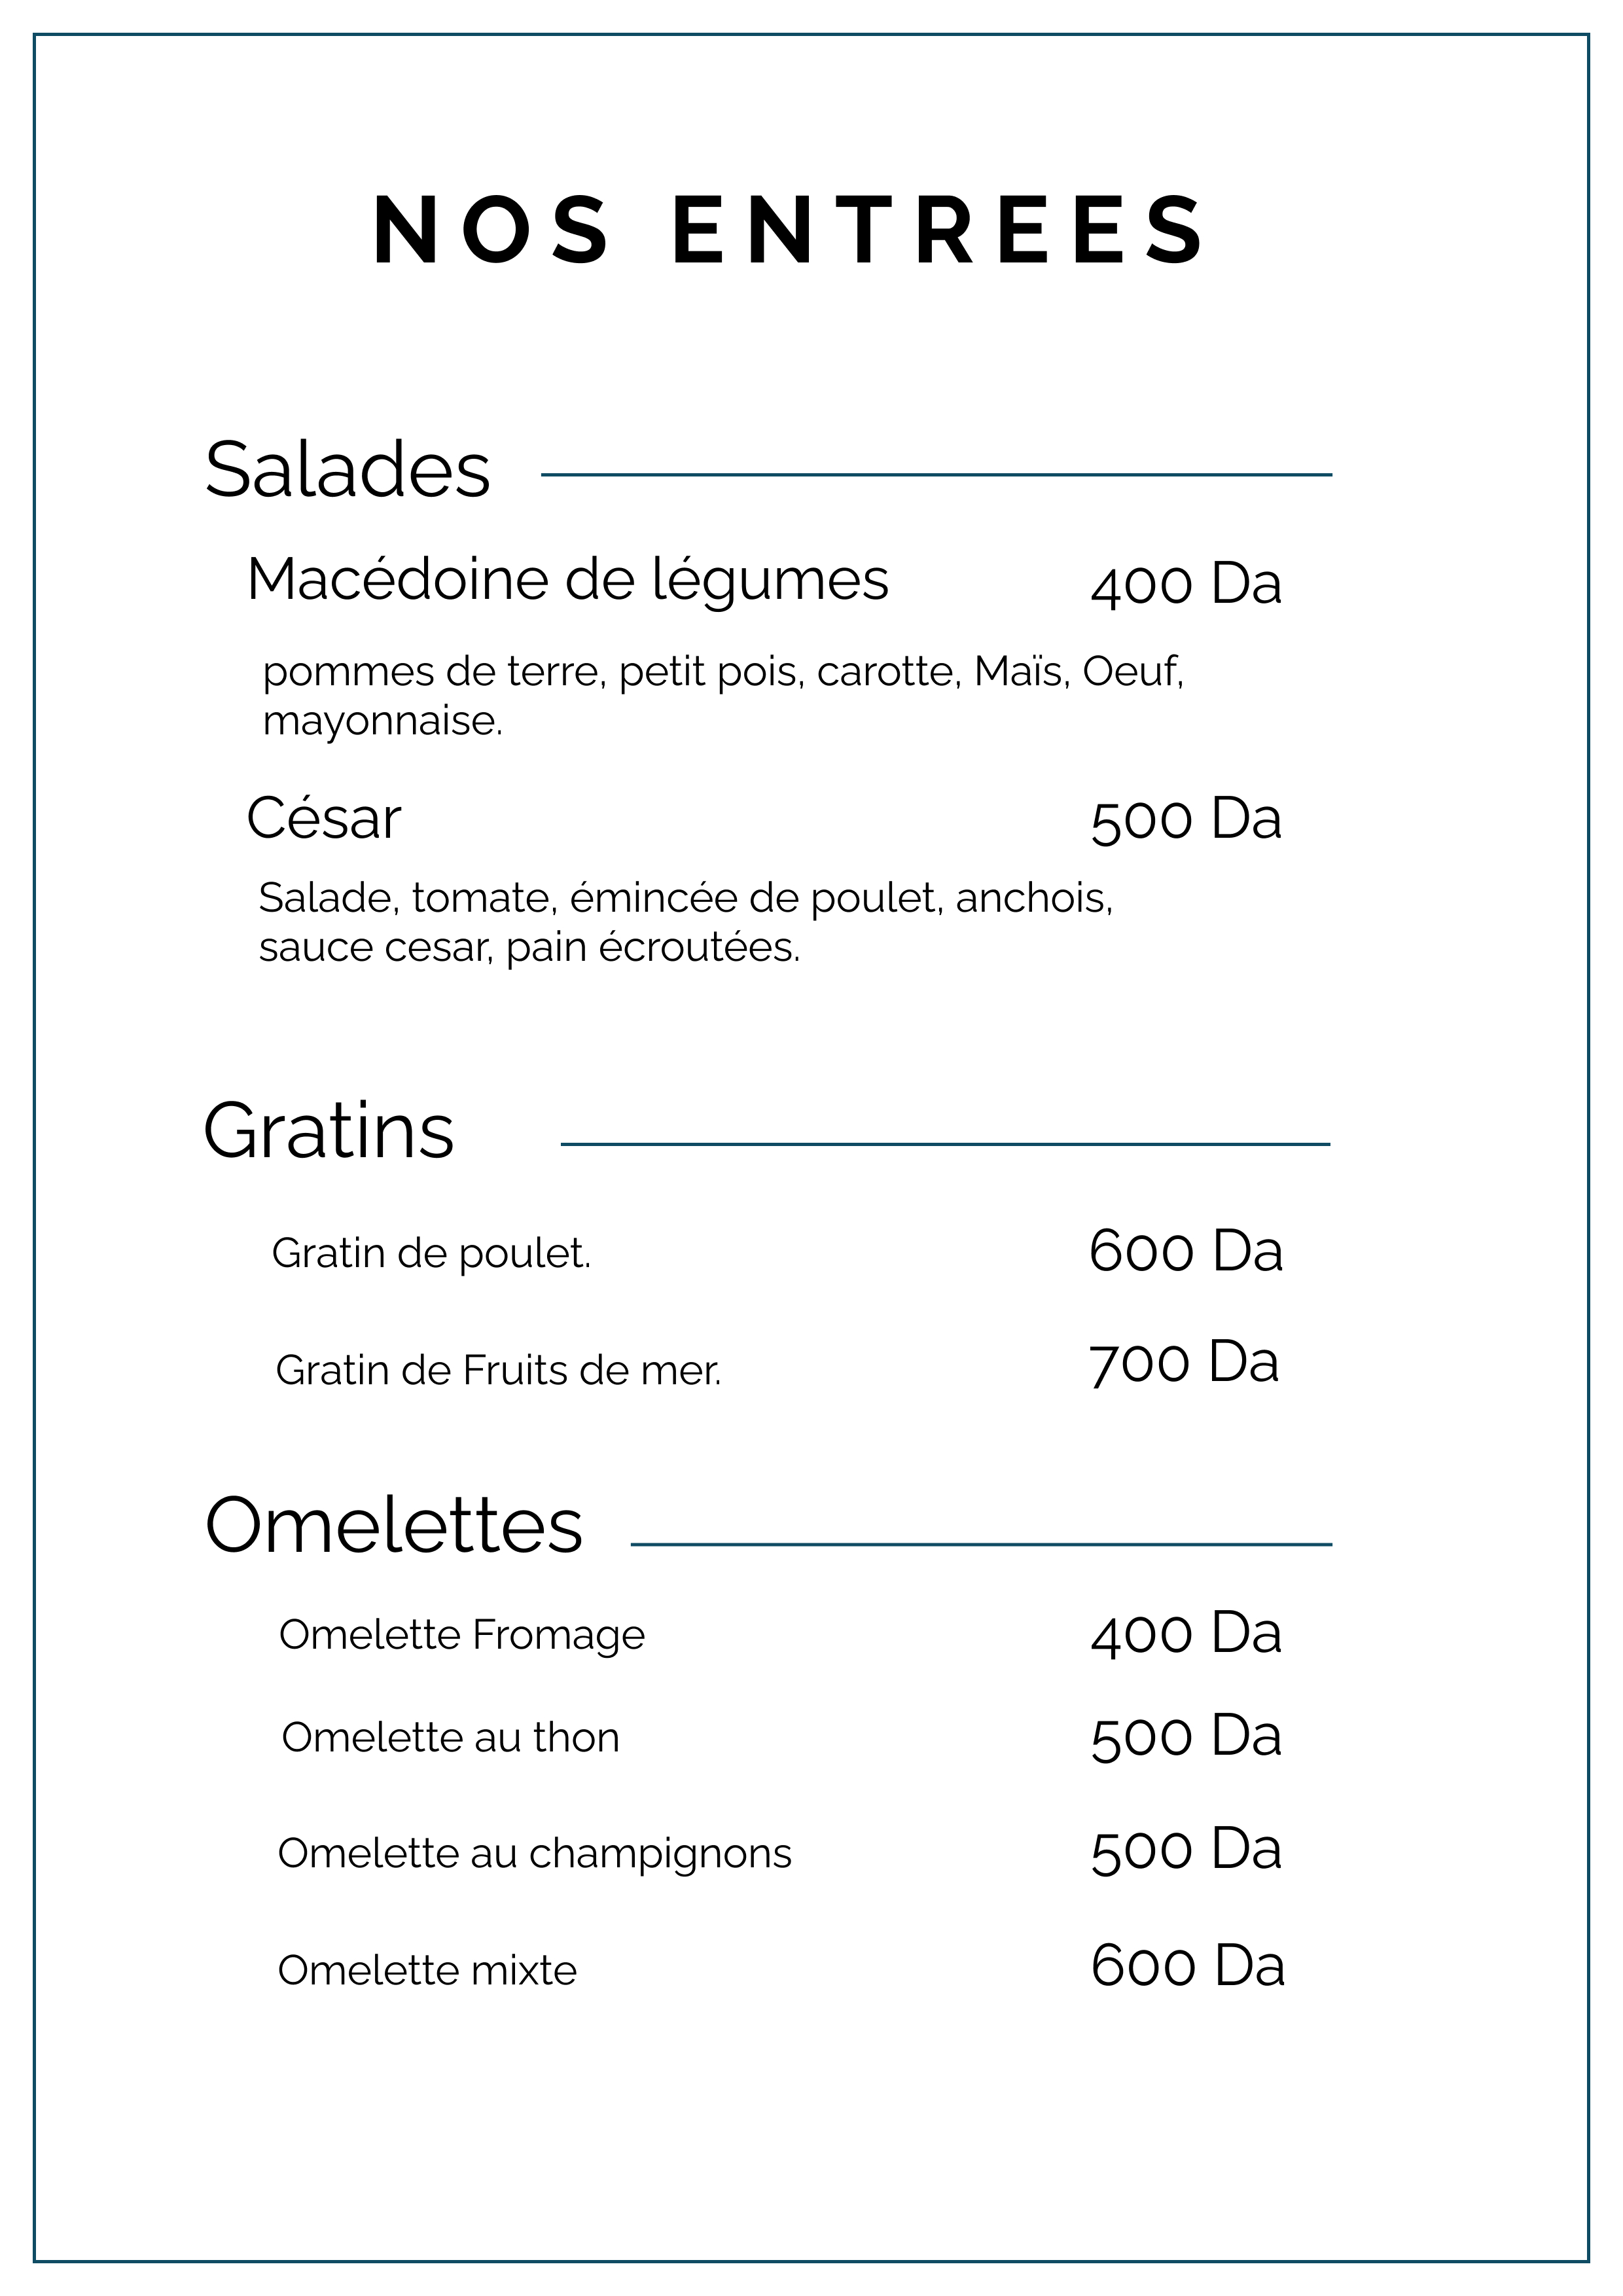 NOS ENTREES
Salades
Macédoine de légumes 400 Da
pommes de terre, petit pois, carotte, Maïs, Oeuf,
mayonnaise.
César 500 Da
Salade, tomate, émincée de poulet, anchois,
sauce cesar, pain écroutées.
Gratins
Gratin de poulet. 600 Da
Gratin de Fruits de mer. 700 Da
Omelettes
Omelette Fromage 400 Da
Omelette au thon 500 Da
Omelette au champignons 500 Da
Omelette mixte 600 Da